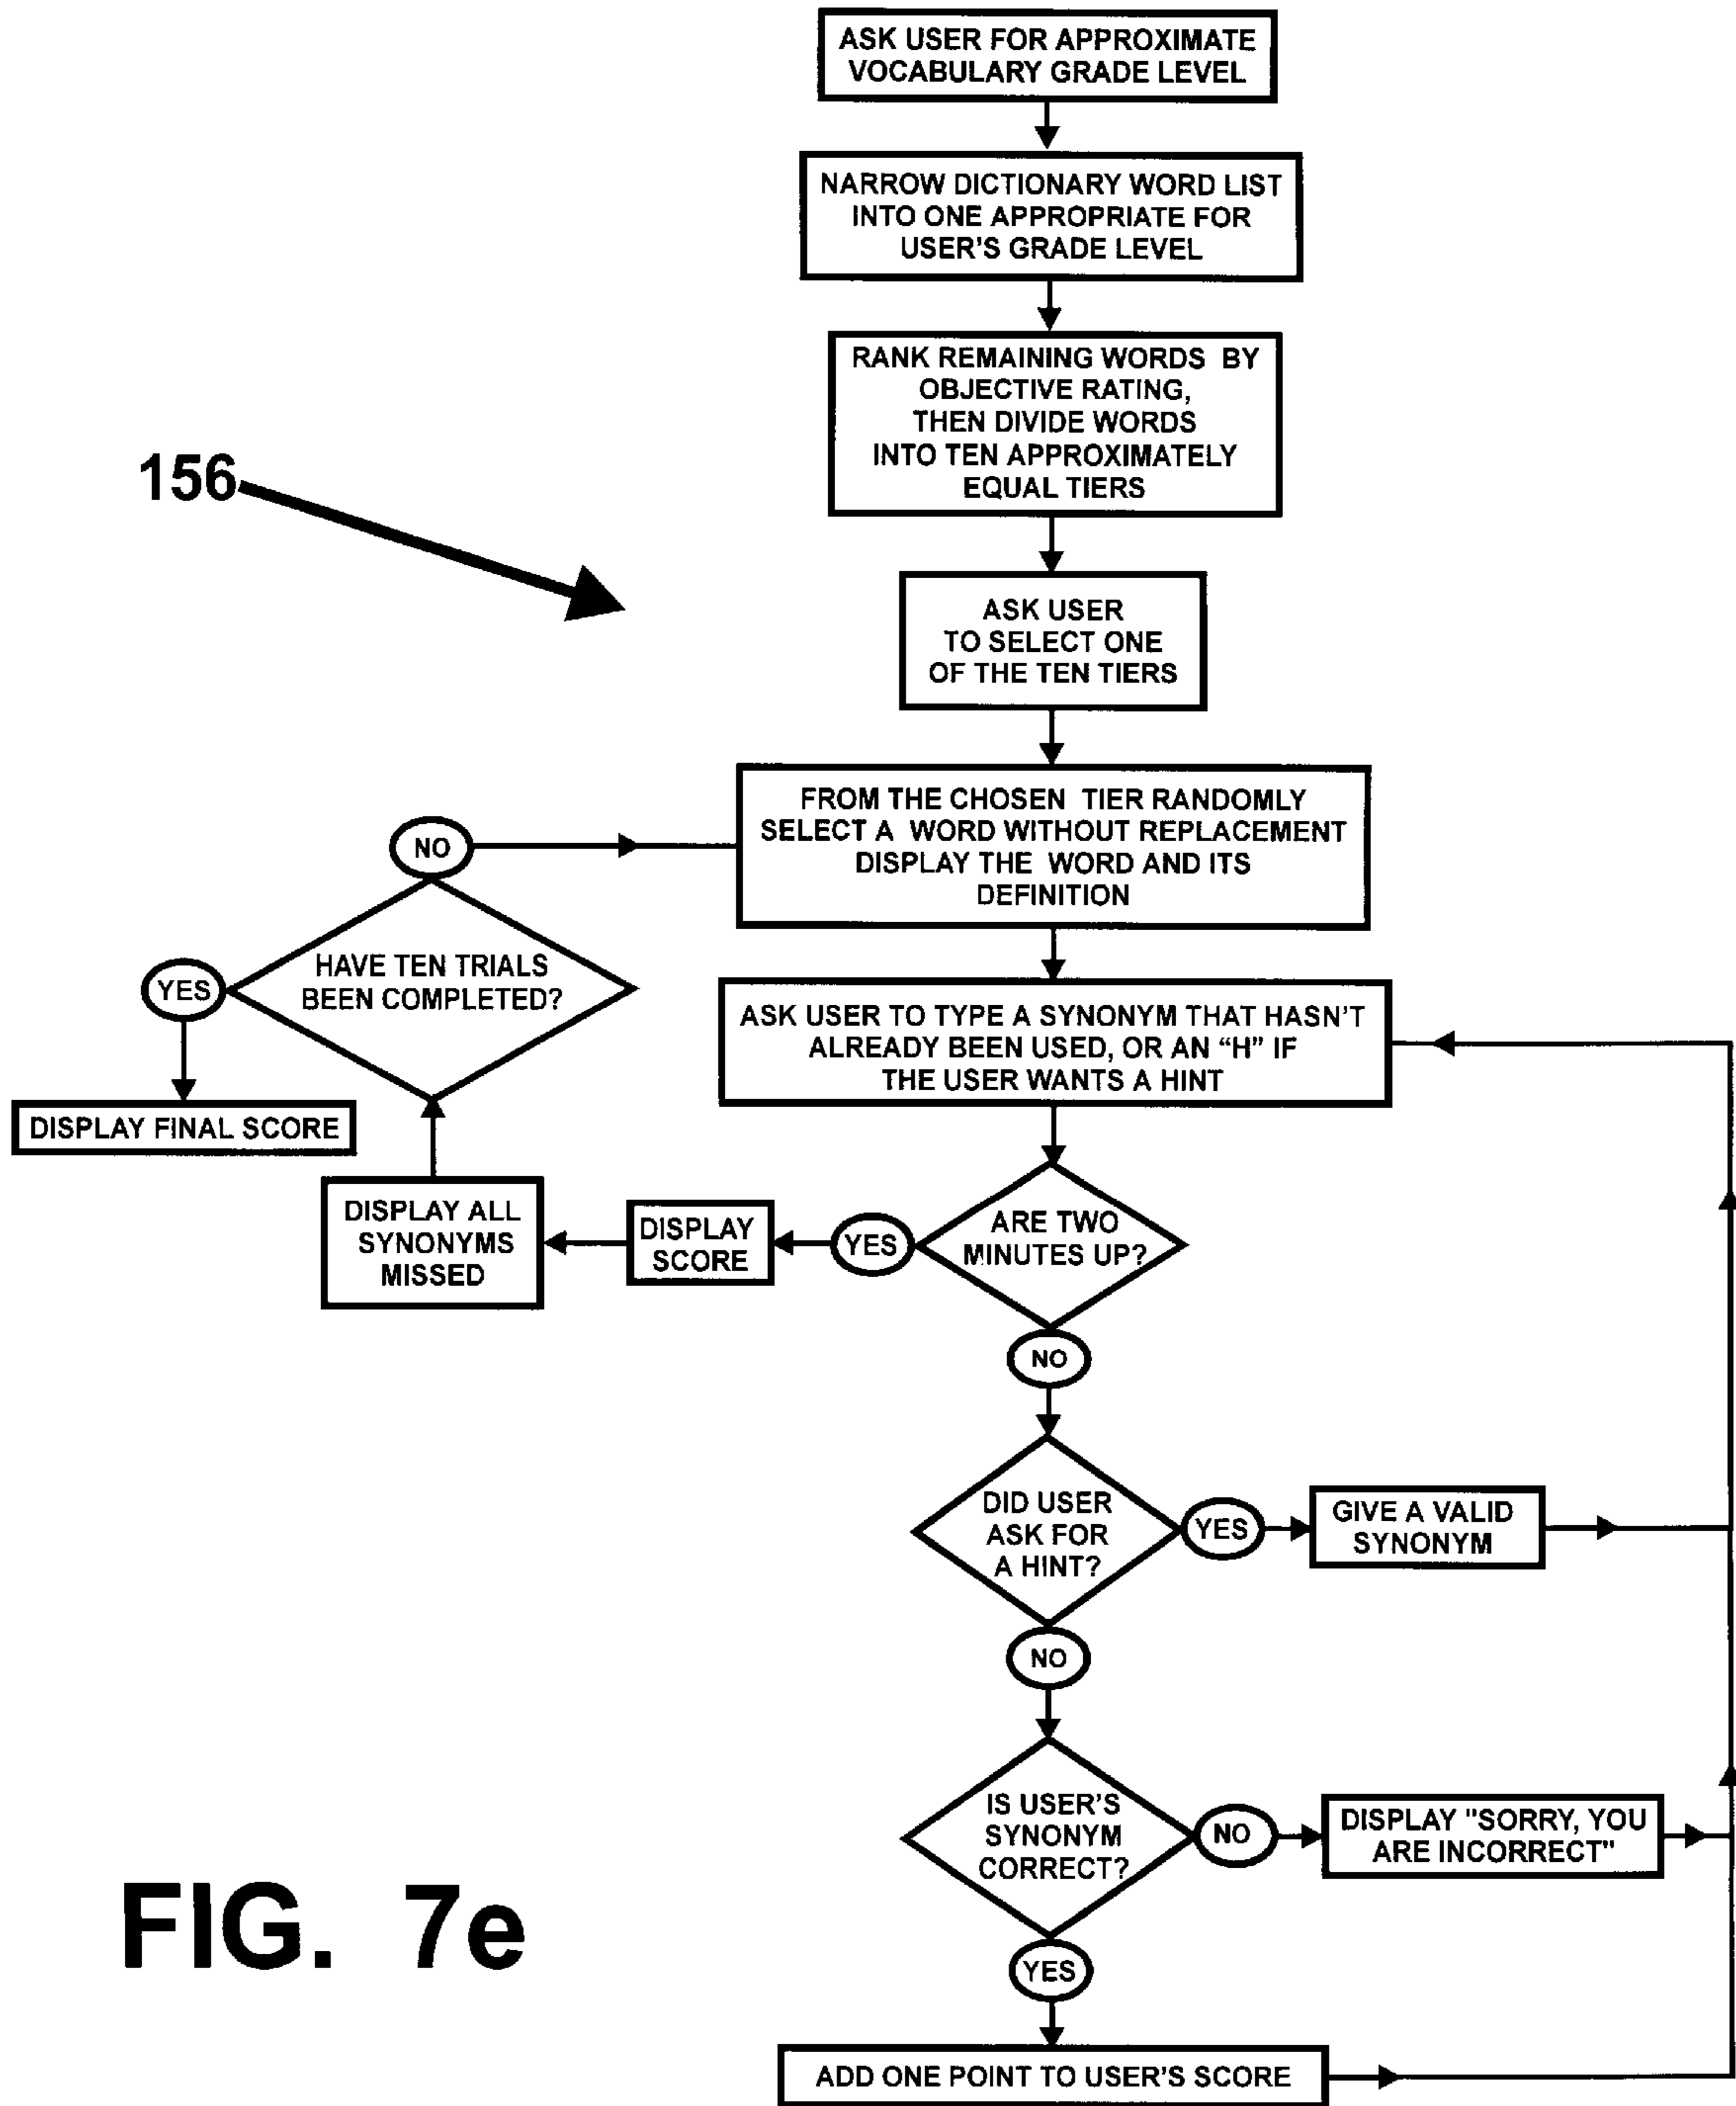 ASK USER FOR APPROXIMATE
VOCABULARY GRADE LEVEL
NARROW DICTIONARY WORD LIST
INTO ONE APPROPRIATE FOR
USER'S GRADE LEVEL
RANK REMAINING WORDS BY
OBJECTIVE RATING,
THEN DIVIDE WORDS
INTO TEN APPROXIMATELY
EQUAL TIERS
156
ASK USER
TO SELECT ONE
OF THE TEN TIERS
FROM THE CHOSEN TIER RANDOMLY
SELECT A WORD WITHOUT REPLACEMENT
DISPLAY THE WORD AND ITS
DEFINITION
NO
HAVE TEN TRIALS
BEEN COMPLETED?
YES
DISPLAY FINAL SCORE
ASK USER TO TYPE A SYNONYM THAT HASN'T
ALREADY BEEN USED, OR AN “H” IF
THE USER WANTS A HINT
ARE TWO
MINUTES UP?
YES
DISPLAY
SCORE
DISPLAY ALL
SYNONYMS
MISSED
NO
DID USER
ASK FOR
A HINT?
YES
GIVE A VALID
SYNONYM
NO
IS USER'S
SYNONYM
CORRECT?
NO
DISPLAY "SORRY, YOU
ARE INCORRECT"
YES
ADD ONE POINT TO USER'S SCORE
FIG. 7e